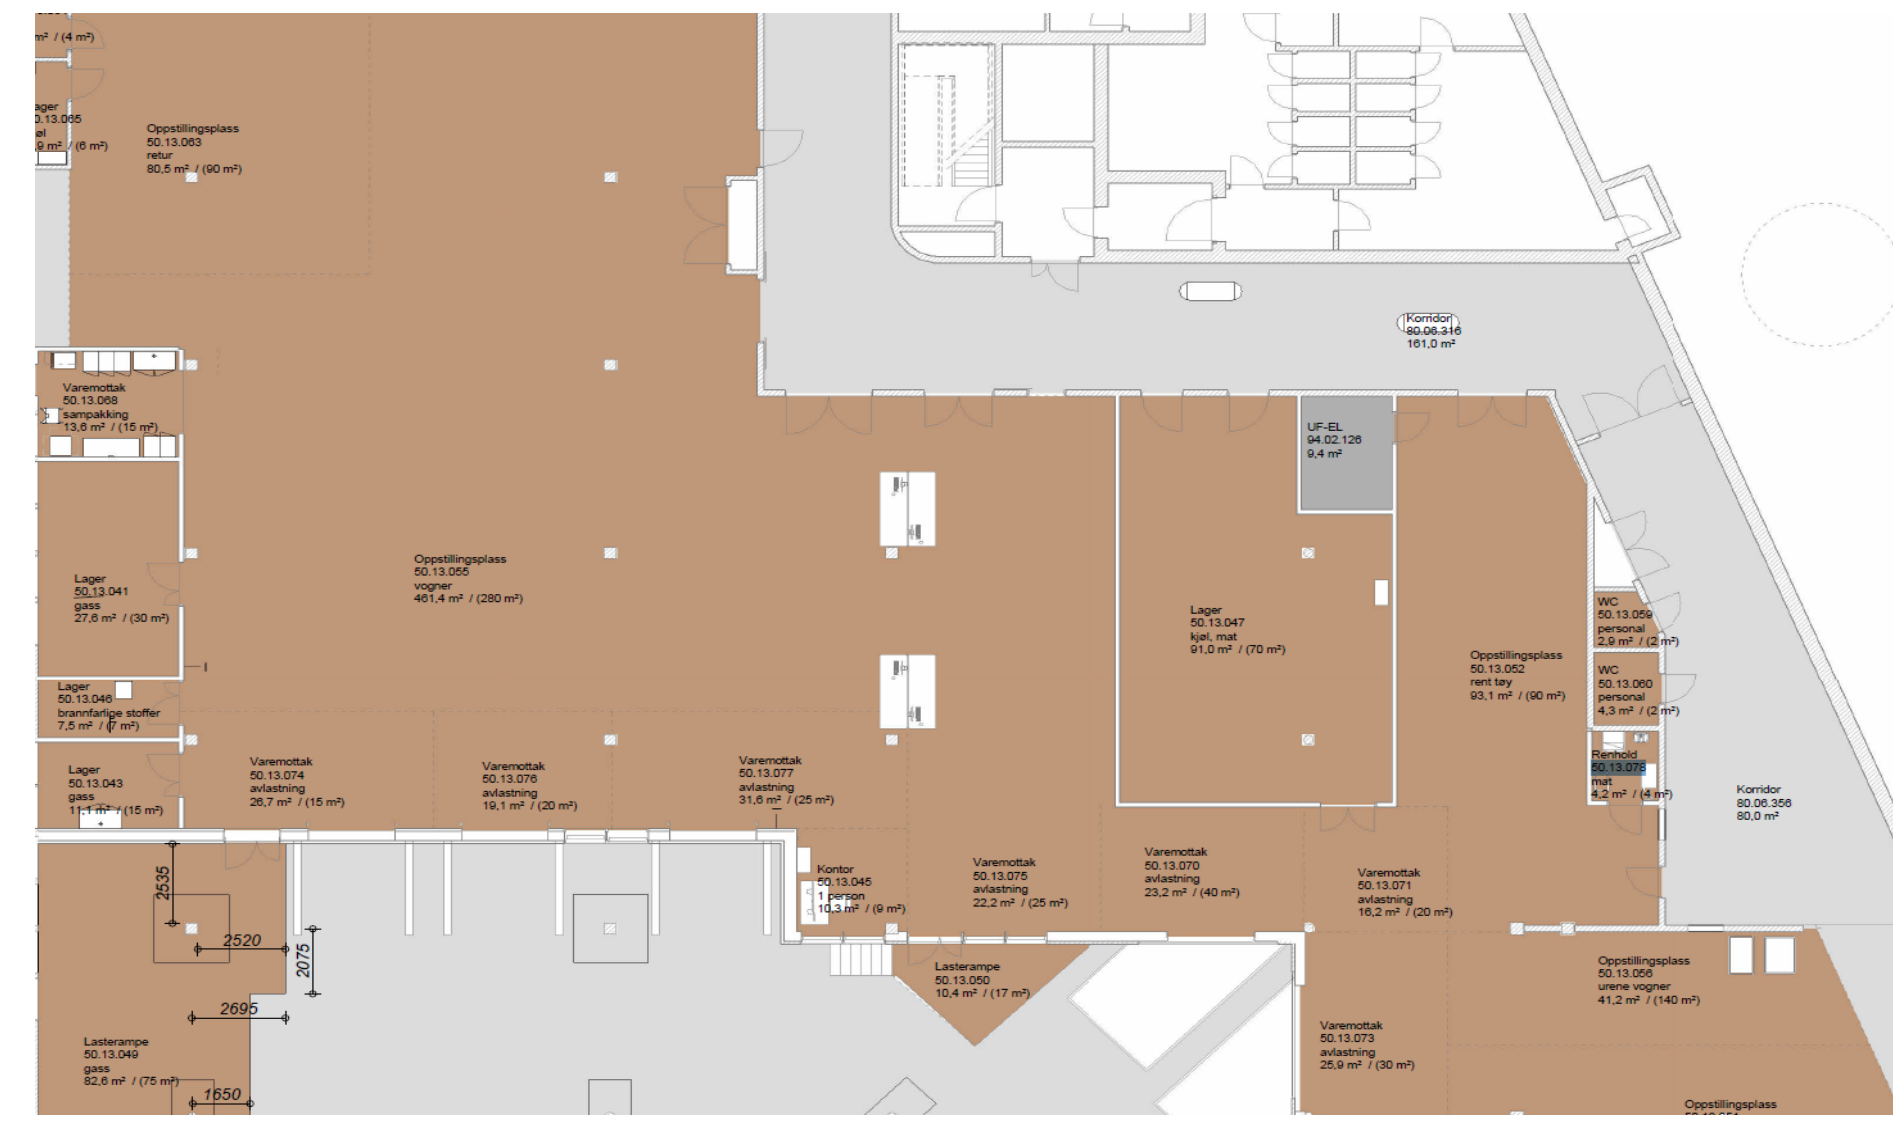 m² / (4 m²)
ager
0.13.065
øl
,9 m² / (6 m²)
Oppstillingsplass
50.13.063
retur
80,5 m² / (90 m²)
Korridor
80.06.316
161,0 m²
Varemottak
50.13.068
sampakking
13,6 m² / (15 m²)
UF-EL
94.02.126
9,4 m²
Oppstillingsplass
50.13.055
vogner
461,4 m² / (280 m²)
Lager
50.13.041
gass
27,6 m² / (30 m²)
Lager
50.13.047
kjøl, mat
91,0 m² / (70 m²)
WC
50.13.059
personal
2,9 m² / (2 m²)
Oppstillingsplass
50.13.052
rent tøy
93,1 m² / (90 m²)
WC
50.13.060
personal
4,3 m² / (2 m²)
Lager
50.13.046
brannfarlige stoffer
7,5 m² / (7 m²)
Lager
50.13.043
gass
11,1 m² / (15 m²)
Varemottak
50.13.074
avlastning
26,7 m² / (15 m²)
Varemottak
50.13.076
avlastning
19,1 m² / (20 m²)
Varemottak
50.13.077
avlastning
31,6 m² / (25 m²)
Renhold
50.13.078
mat
4,2 m² / (4 m²)
Korridor
80.06.356
80,0 m²
Kontor
50.13.045
1 person
10,3 m² / (9 m²)
Varemottak
50.13.075
avlastning
22,2 m² / (25 m²)
Varemottak
50.13.070
avlastning
23,2 m² / (40 m²)
Varemottak
50.13.071
avlastning
16,2 m² / (20 m²)
2535
2520
2075
2695
Lasterampe
50.13.050
10,4 m² / (17 m²)
Oppstillingsplass
50.13.056
urene vogner
41,2 m² / (140 m²)
Varemottak
50.13.073
avlastning
25,9 m² / (30 m²)
Lasterampe
50.13.049
gass
82,6 m² / (75 m²)
1650
Oppstillingsplass